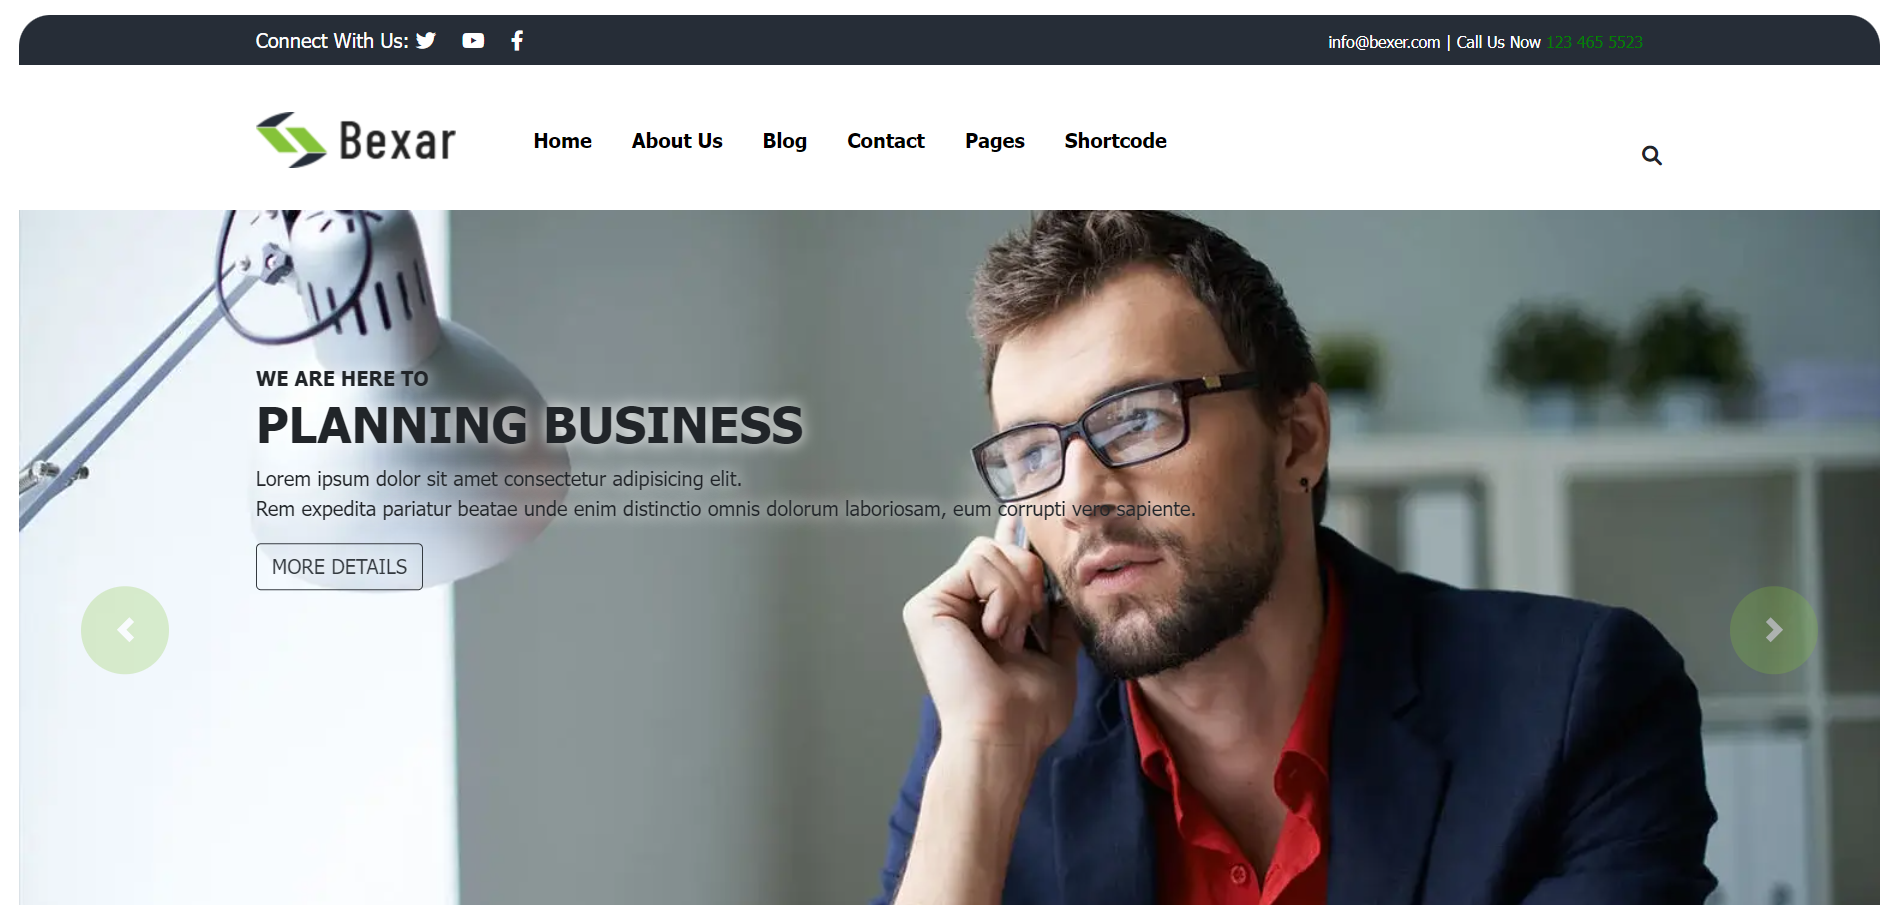 Connect With Us:
info@bexer.com | Call Us Now 123 465 5523
Bexar
Home About Us Blog Contact Pages Shortcode
WE ARE HERE TO
PLANNING BUSINESS
Lorem ipsum dolor sit amet consectetur adipisicing elit.
Rem expedita pariatur beatae unde enim distinctio omnis dolorum laboriosam, eum corrupti vero sapiente.
MORE DETAILS